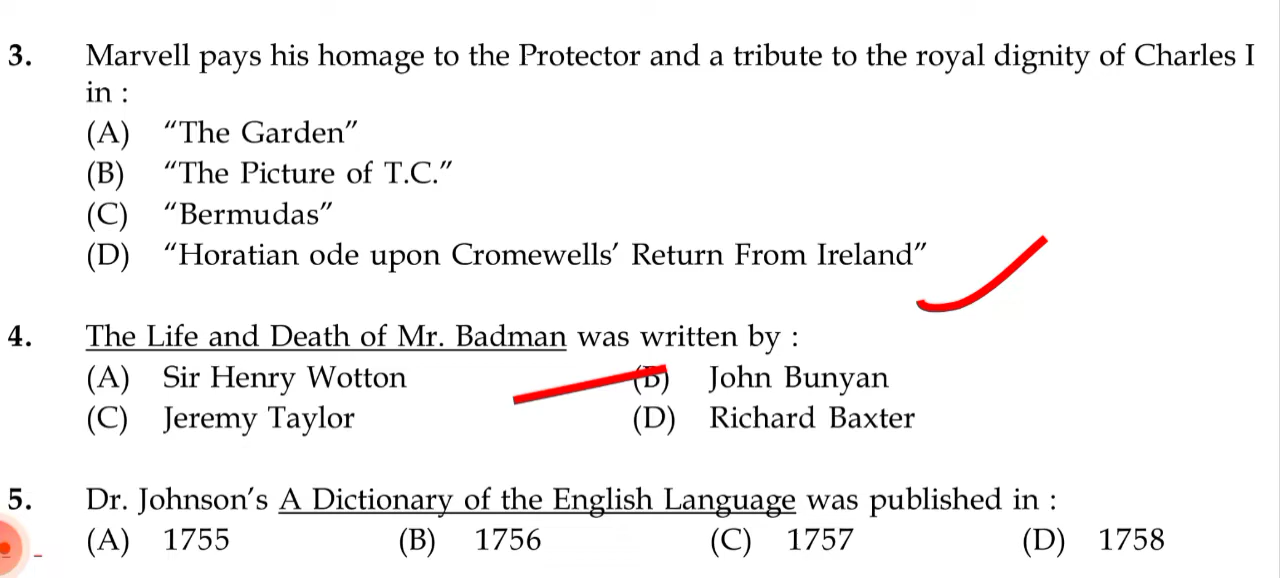 3. Marvell pays his homage to the Protector and a tribute to the royal dignity of Charles I
in :
(A) “The Garden”
(B) “The Picture of T.C.”
(C) “Bermudas”
(D) “Horatian ode upon Cromewells’ Return From Ireland”
4. The Life and Death of Mr. Badman was written by :
(A) Sir Henry Wotton (B) John Bunyan
(C) Jeremy Taylor (D) Richard Baxter
5. Dr. Johnson’s A Dictionary of the English Language was published in :
(A) 1755 (B) 1756 (C) 1757 (D) 1758